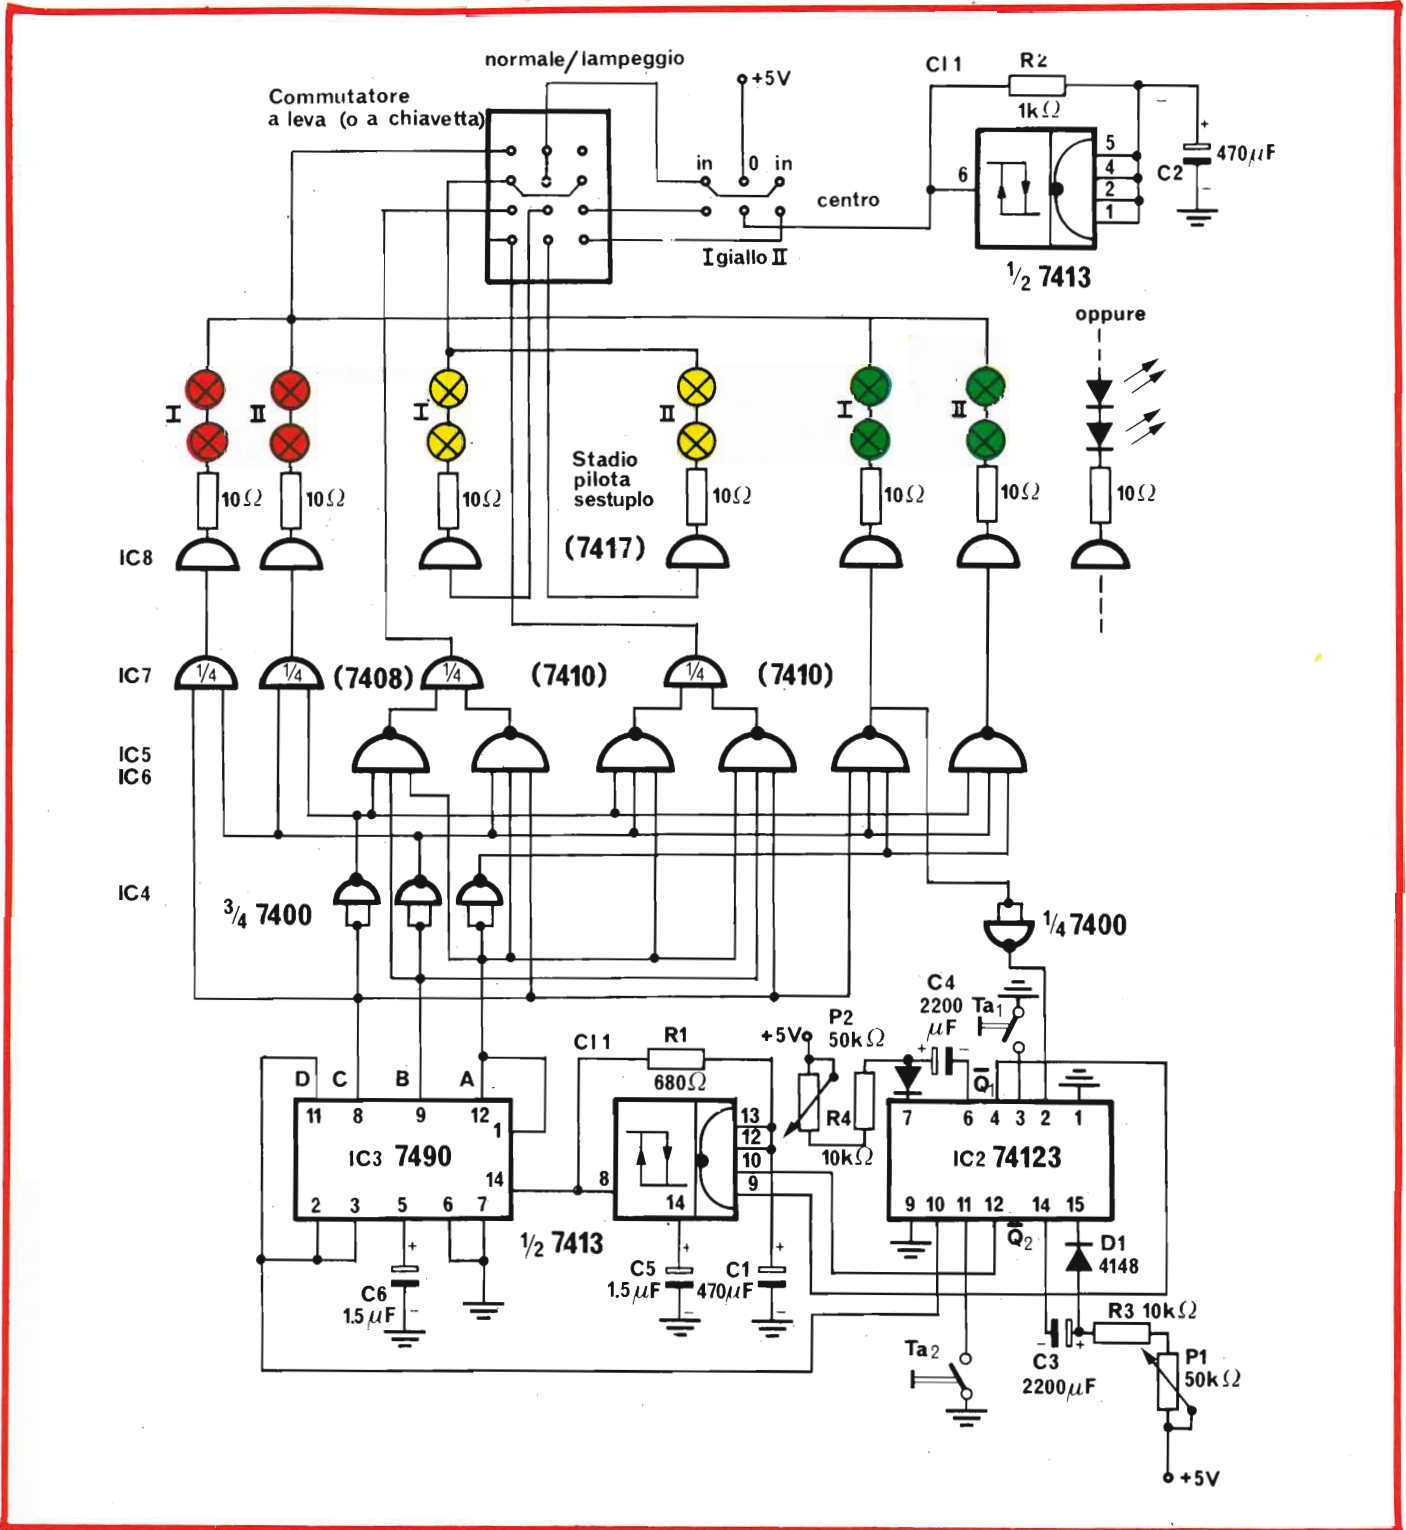 normale/lampeggio
Commutatore
a leva (o a chiavetta)
+5V
in 0 in
centro
I giallo II
CI 1
R2
1kΩ
6
5
4
2
1
C2
+
470µF
−
−
1/2 7413
oppure
I
II
I
II
I
II
Stadio
pilota
sestuplo
(7417)
10Ω
10Ω
10Ω
10Ω
10Ω
10Ω
10Ω
IC8
IC7
1/4
1/4
(7408)
1/4
(7410)
1/4
(7410)
IC5
IC6
IC4
3/4 7400
1/4 7400
D C B A
11 8 9 12
1
IC3 7490
14
2 3 5 6 7
+
C6
1.5µF
−
CI 1
R1
680Ω
8
13
12
10
9
14
1/2 7413
+
C5
1.5µF
−
+
C1
470µF
−
+5V
P2
50kΩ
R4
10kΩ
C4
2200
µF
+ −
Ta1
Q̅1
7 6 4 3 2 1
IC2 74123
9 10 11 12 14 15
Q̅2
D1
4148
R3 10kΩ
− +
C3
2200µF
P1
50kΩ
Ta2
+5V